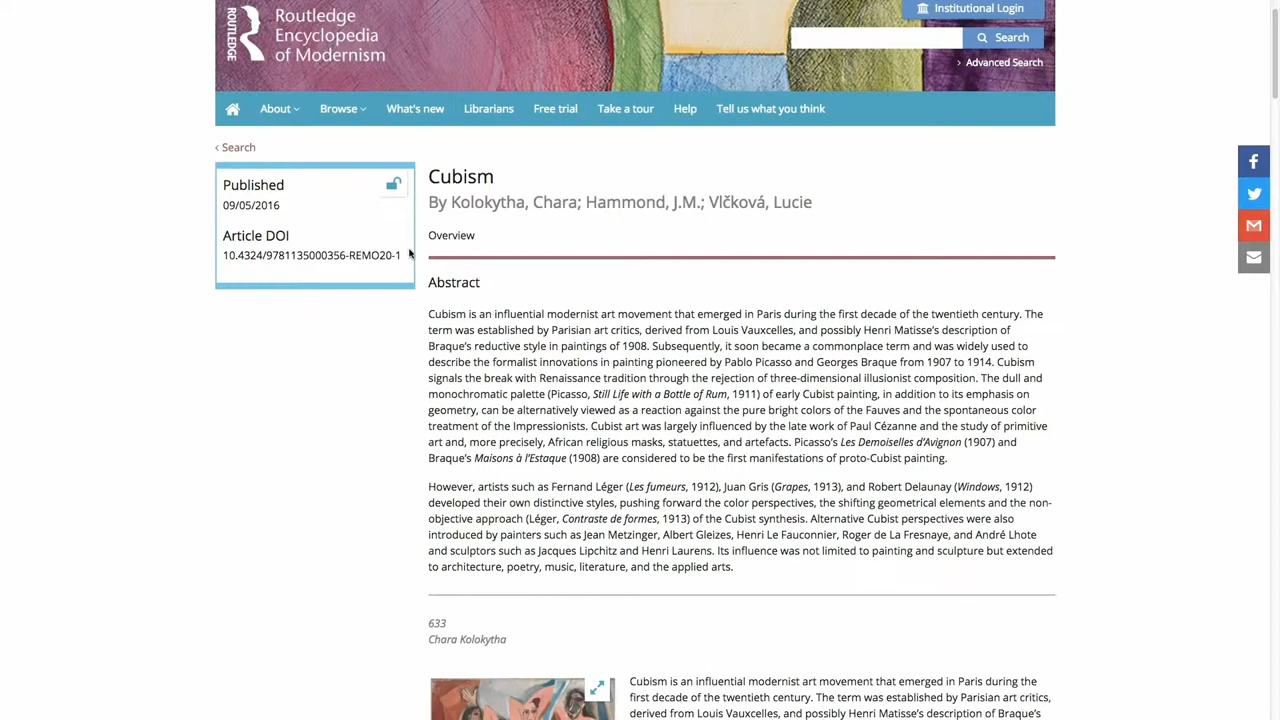 ROUTLEDGE
Routledge
Encyclopedia
of Modernism
Institutional Login
Search
Advanced Search
About
Browse
What's new
Librarians
Free trial
Take a tour
Help
Tell us what you think
‹ Search
Published
09/05/2016
Article DOI
10.4324/9781135000356-REMO20-1
Cubism
By Kolokytha, Chara; Hammond, J.M.; Vlčková, Lucie
Overview
Abstract
Cubism is an influential modernist art movement that emerged in Paris during the first decade of the twentieth century. The
term was established by Parisian art critics, derived from Louis Vauxcelles, and possibly Henri Matisse's description of
Braque's reductive style in paintings of 1908. Subsequently, it soon became a commonplace term and was widely used to
describe the formalist innovations in painting pioneered by Pablo Picasso and Georges Braque from 1907 to 1914. Cubism
signals the break with Renaissance tradition through the rejection of three-dimensional illusionist composition. The dull and
monochromatic palette (Picasso, Still Life with a Bottle of Rum, 1911) of early Cubist painting, in addition to its emphasis on
geometry, can be alternatively viewed as a reaction against the pure bright colors of the Fauves and the spontaneous color
treatment of the Impressionists. Cubist art was largely influenced by the late work of Paul Cézanne and the study of primitive
art and, more precisely, African religious masks, statuettes, and artefacts. Picasso's Les Demoiselles d'Avignon (1907) and
Braque's Maisons à l'Estaque (1908) are considered to be the first manifestations of proto-Cubist painting.
However, artists such as Fernand Léger (Les fumeurs, 1912), Juan Gris (Grapes, 1913), and Robert Delaunay (Windows, 1912)
developed their own distinctive styles, pushing forward the color perspectives, the shifting geometrical elements and the non-
objective approach (Léger, Contraste de formes, 1913) of the Cubist synthesis. Alternative Cubist perspectives were also
introduced by painters such as Jean Metzinger, Albert Gleizes, Henri Le Fauconnier, Roger de La Fresnaye, and André Lhote
and sculptors such as Jacques Lipchitz and Henri Laurens. Its influence was not limited to painting and sculpture but extended
to architecture, poetry, music, literature, and the applied arts.
633
Chara Kolokytha
Cubism is an influential modernist art movement that emerged in Paris during the
first decade of the twentieth century. The term was established by Parisian art critics,
derived from Louis Vauxcelles, and possibly Henri Matisse's description of Braque's